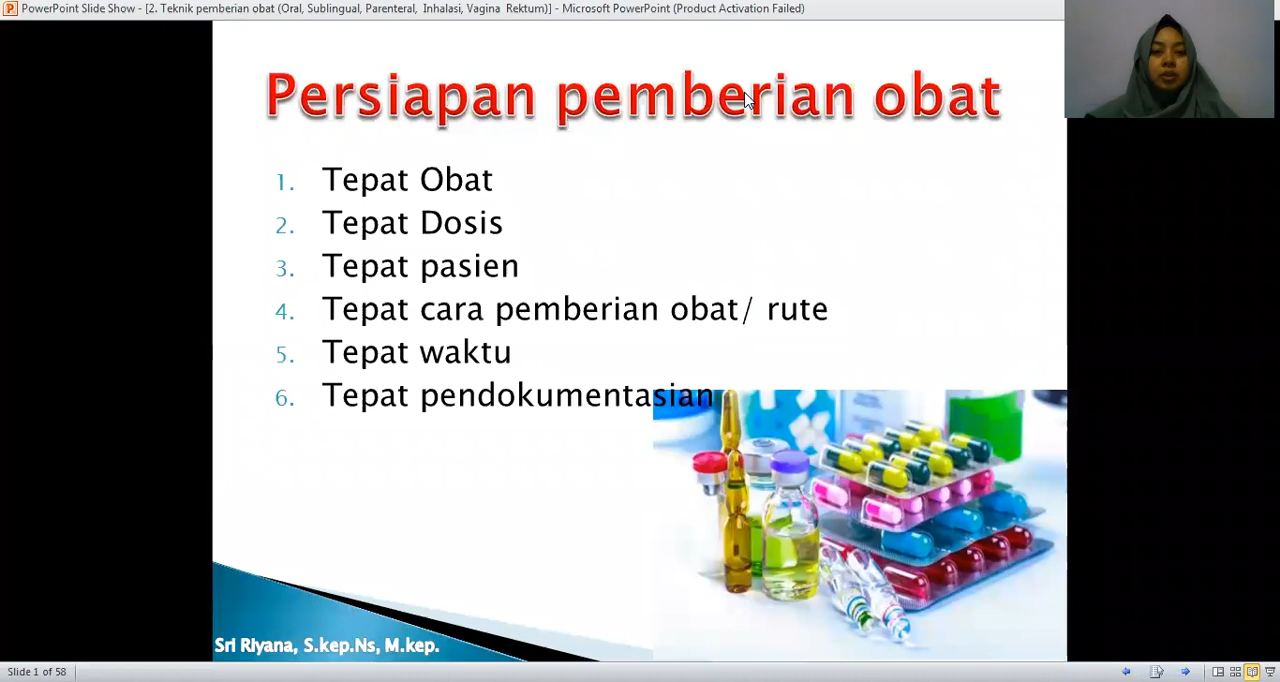 PowerPoint Slide Show - [2. Teknik pemberian obat (Oral, Sublingual, Parenteral, Inhalasi, Vagina Rektum)] - Microsoft PowerPoint (Product Activation Failed)
Persiapan pemberian obat
1. Tepat Obat
2. Tepat Dosis
3. Tepat pasien
4. Tepat cara pemberian obat/ rute
5. Tepat waktu
6. Tepat pendokumentasian
Sri Riyana, S.kep.Ns, M.kep.
Slide 1 of 58